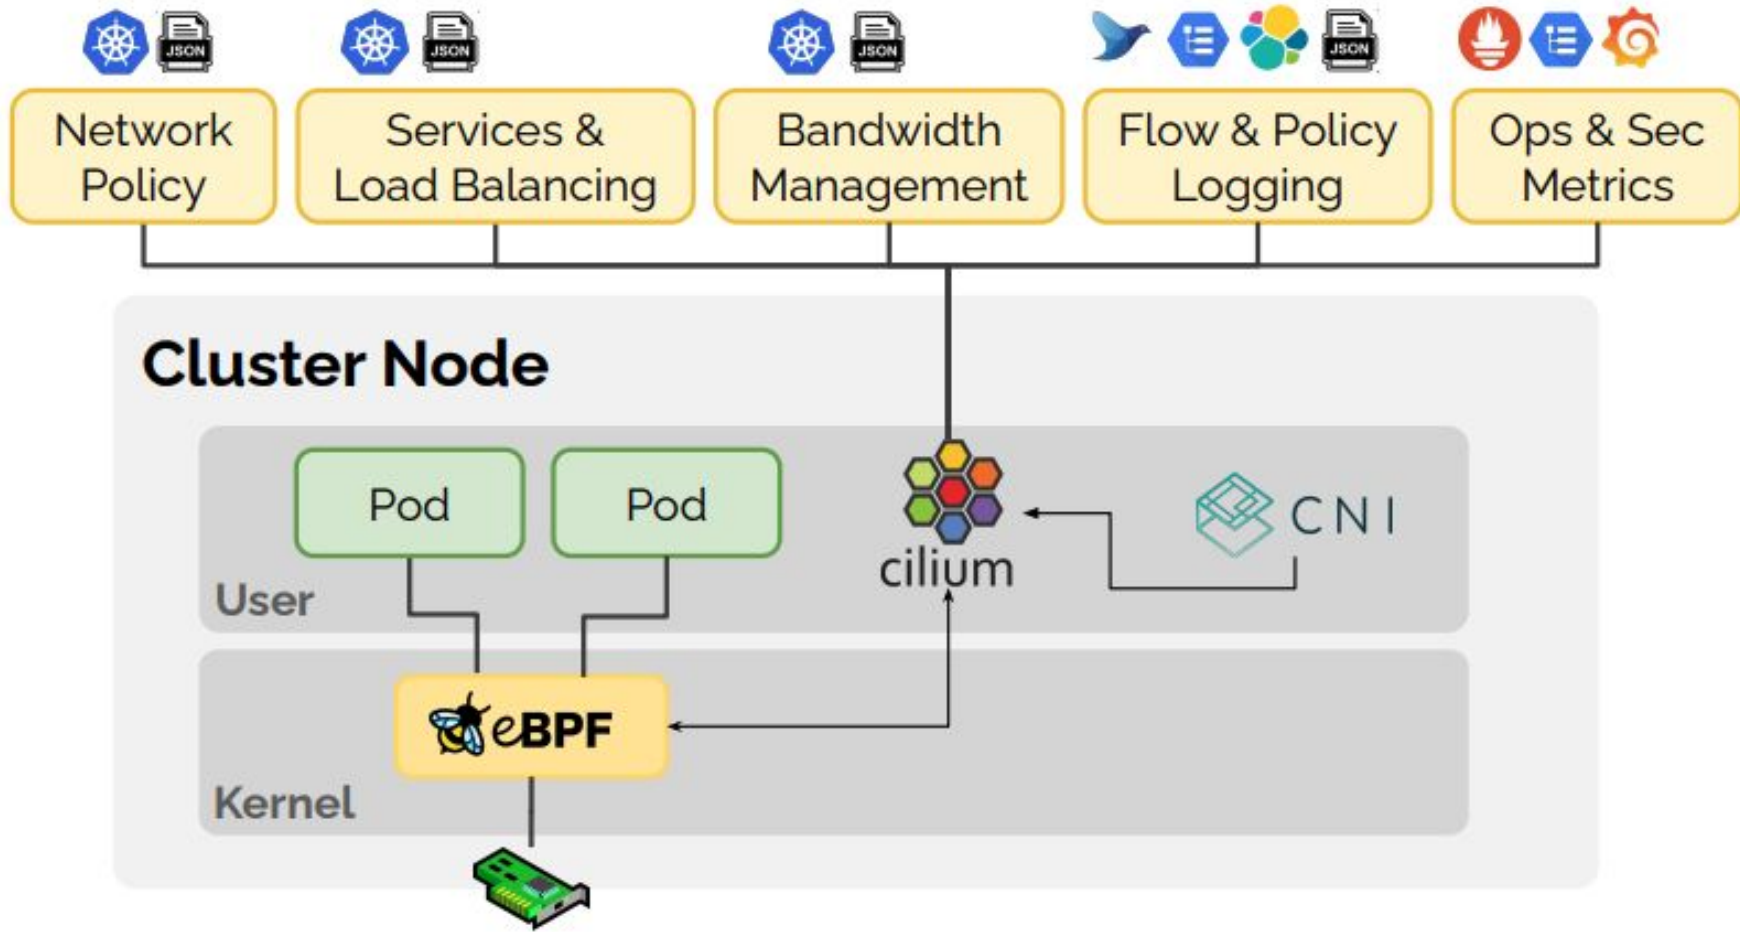 JSON
JSON
JSON
JSON
Network
Policy
Services &
Load Balancing
Bandwidth
Management
Flow & Policy
Logging
Ops & Sec
Metrics
Cluster Node
Pod
Pod
cilium
CNI
User
eBPF
Kernel